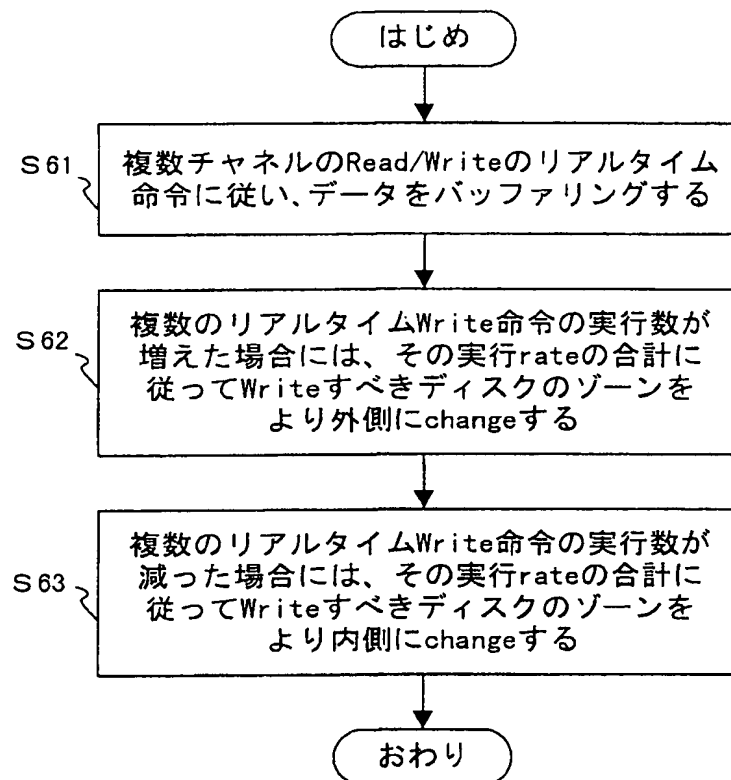 はじめ
S61
複数チャネルのRead/Writeのリアルタイム
命令に従い、データをバッファリングする
S62
複数のリアルタイムWrite命令の実行数が
増えた場合には、その実行rateの合計に
従ってWriteすべきディスクのゾーンを
より外側にchangeする
S63
複数のリアルタイムWrite命令の実行数が
減った場合には、その実行rateの合計に
従ってWriteすべきディスクのゾーンを
より内側にchangeする
おわり